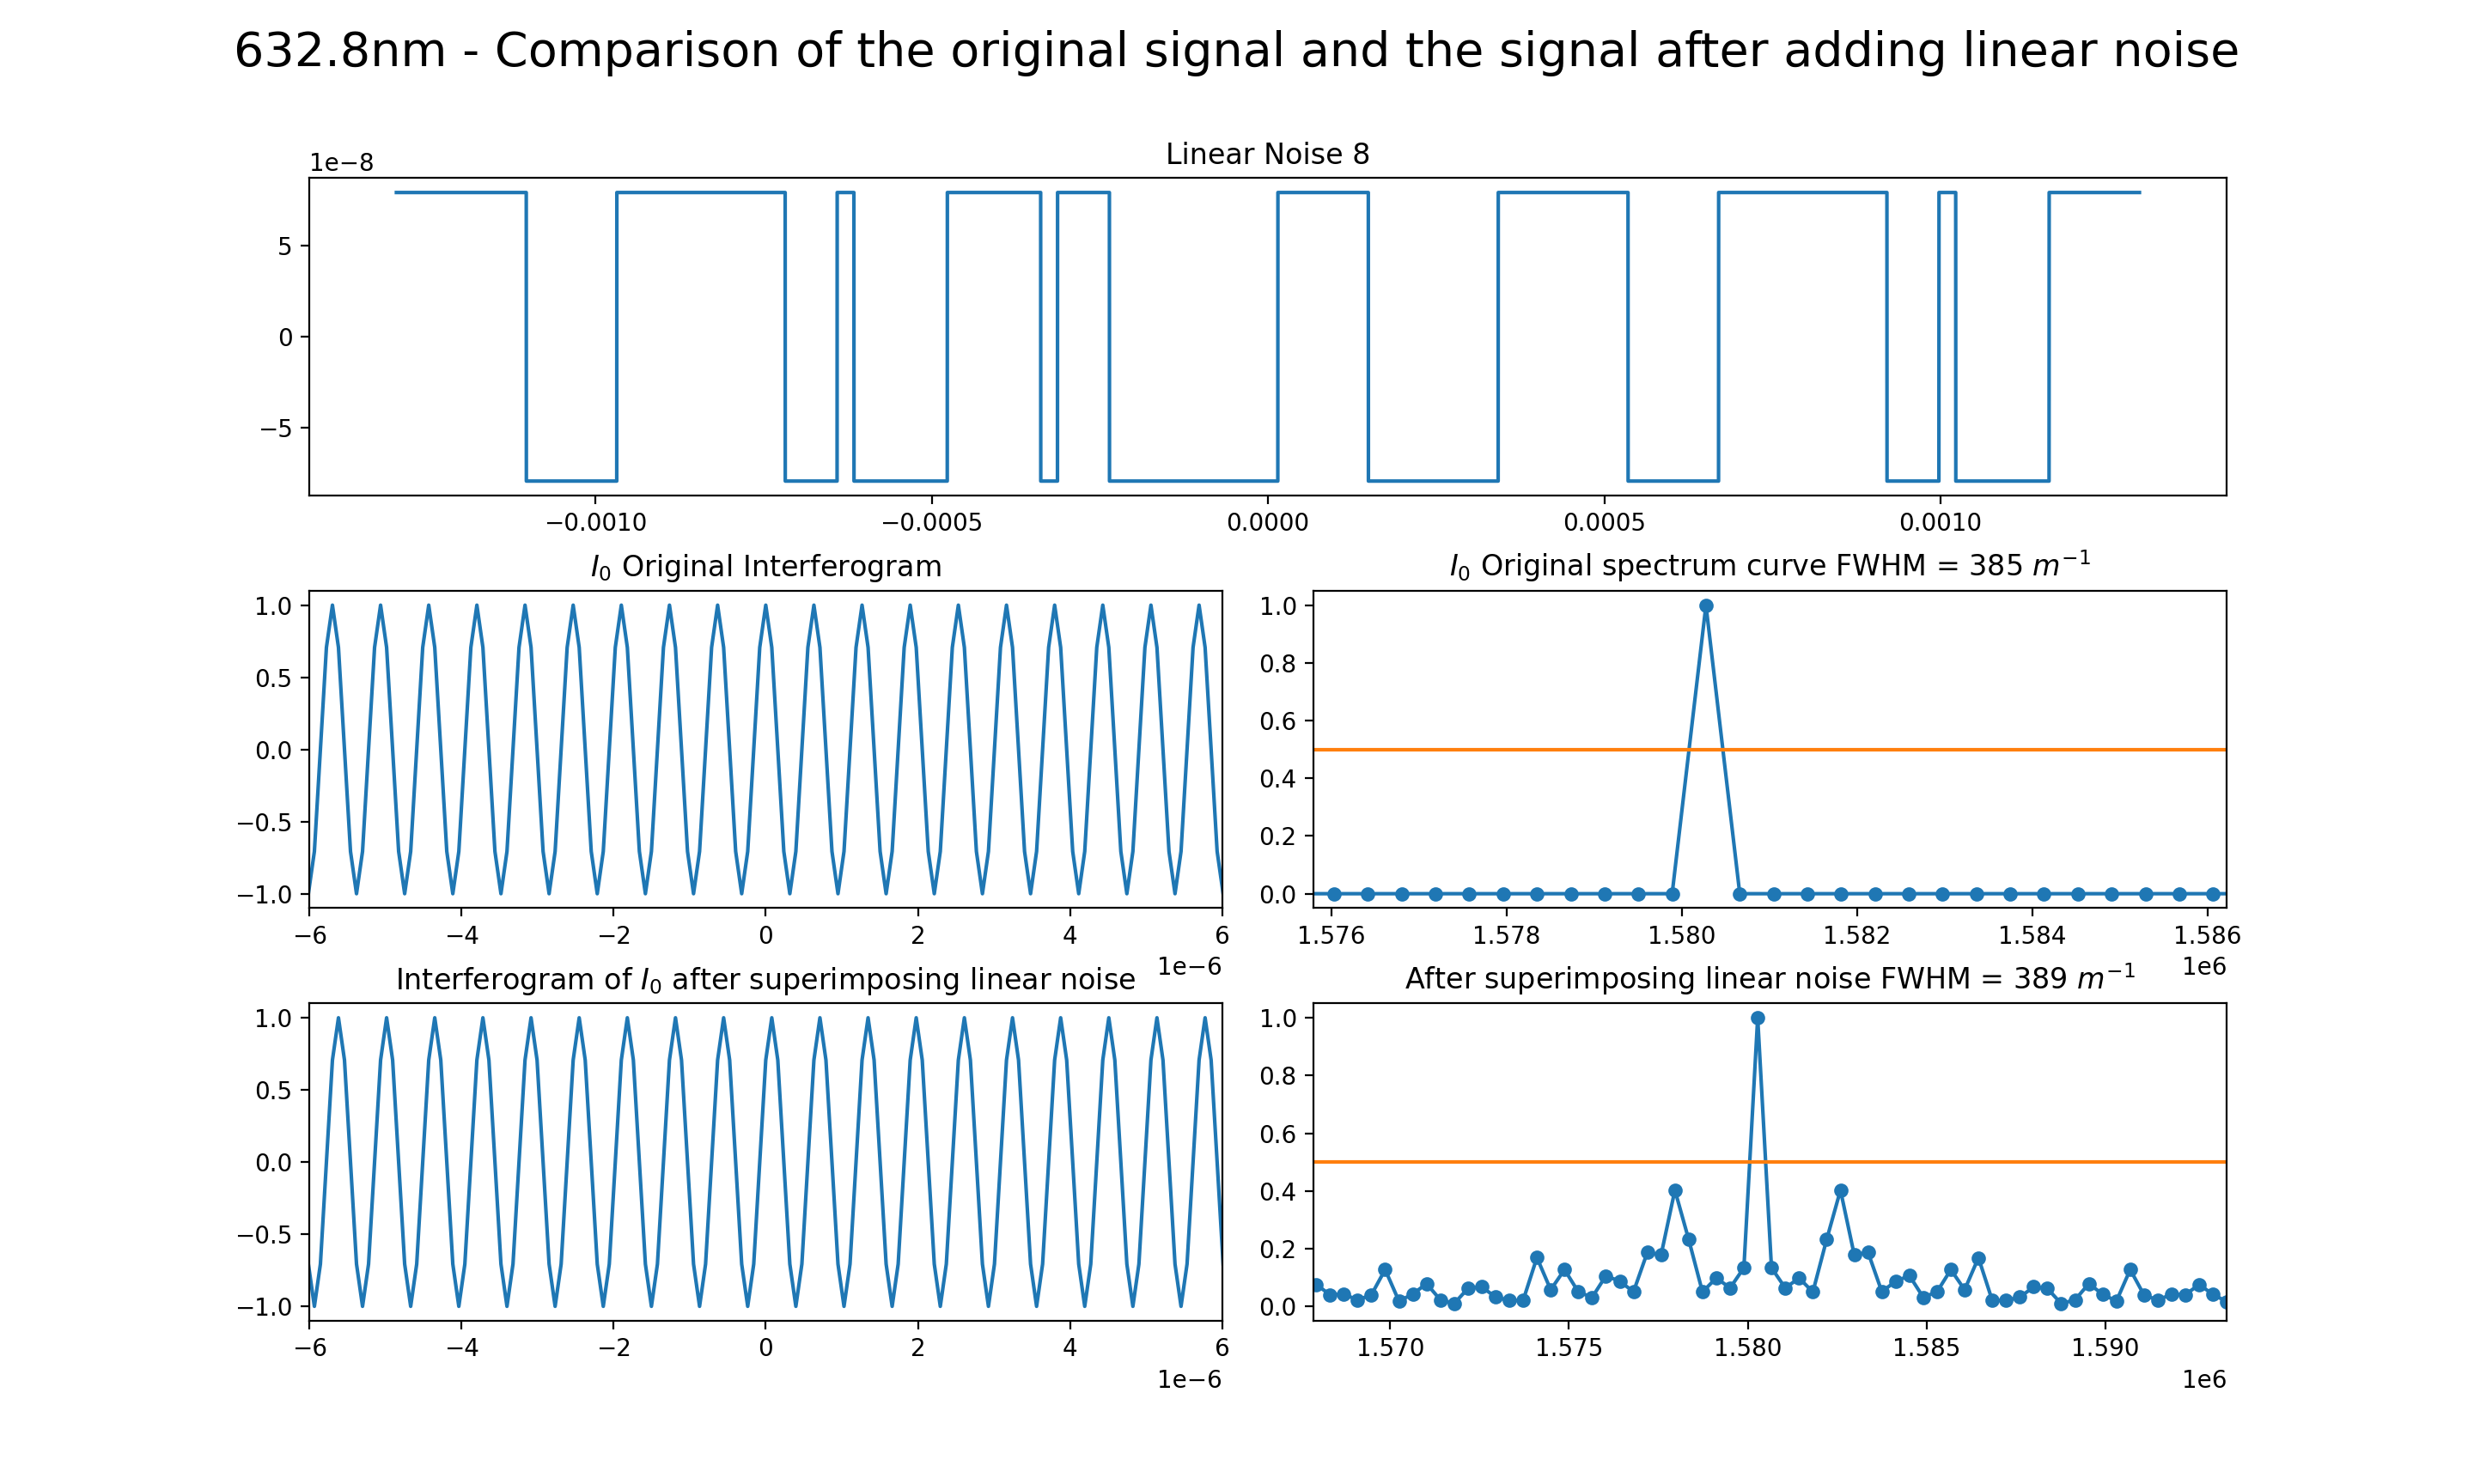 632.8nm - Comparison of the original signal and the signal after adding linear noise
Linear Noise 8
1e−8
5
0
−5
−0.0010 −0.0005 0.0000 0.0005 0.0010
I₀ Original Interferogram
1.0
0.5
0.0
−0.5
−1.0
−6 −4 −2 0 2 4 6
1e−6
I₀ Original spectrum curve FWHM = 385 m⁻¹
1.0
0.8
0.6
0.4
0.2
0.0
1.576 1.578 1.580 1.582 1.584 1.586
1e6
Interferogram of I₀ after superimposing linear noise
1.0
0.5
0.0
−0.5
−1.0
−6 −4 −2 0 2 4 6
1e−6
After superimposing linear noise FWHM = 389 m⁻¹
1.0
0.8
0.6
0.4
0.2
0.0
1.570 1.575 1.580 1.585 1.590
1e6